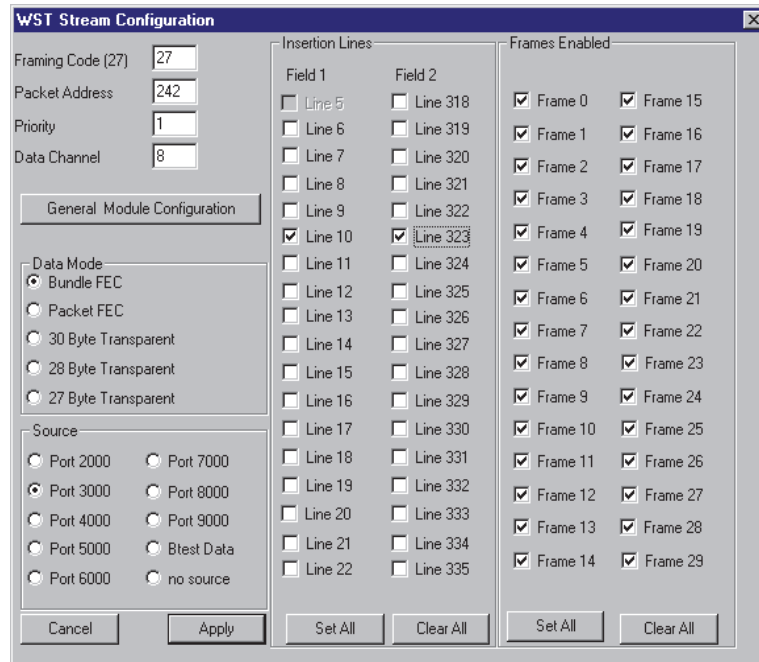 WST Stream Configuration
Framing Code (27) 27
Packet Address 242
Priority 1
Data Channel 8
General Module Configuration
Data Mode
Bundle FEC
Packet FEC
30 Byte Transparent
28 Byte Transparent
27 Byte Transparent
Source
Port 2000 Port 7000
Port 3000 Port 8000
Port 4000 Port 9000
Port 5000 Btest Data
Port 6000 no source
Cancel Apply
Insertion Lines
Field 1 Field 2
Line 5 Line 318
Line 6 Line 319
Line 7 Line 320
Line 8 Line 321
Line 9 Line 322
Line 10 Line 323
Line 11 Line 324
Line 12 Line 325
Line 13 Line 326
Line 14 Line 327
Line 15 Line 328
Line 16 Line 329
Line 17 Line 330
Line 18 Line 331
Line 19 Line 332
Line 20 Line 333
Line 21 Line 334
Line 22 Line 335
Set All Clear All
Frames Enabled
Frame 0 Frame 15
Frame 1 Frame 16
Frame 2 Frame 17
Frame 3 Frame 18
Frame 4 Frame 19
Frame 5 Frame 20
Frame 6 Frame 21
Frame 7 Frame 22
Frame 8 Frame 23
Frame 9 Frame 24
Frame 10 Frame 25
Frame 11 Frame 26
Frame 12 Frame 27
Frame 13 Frame 28
Frame 14 Frame 29
Set All Clear All